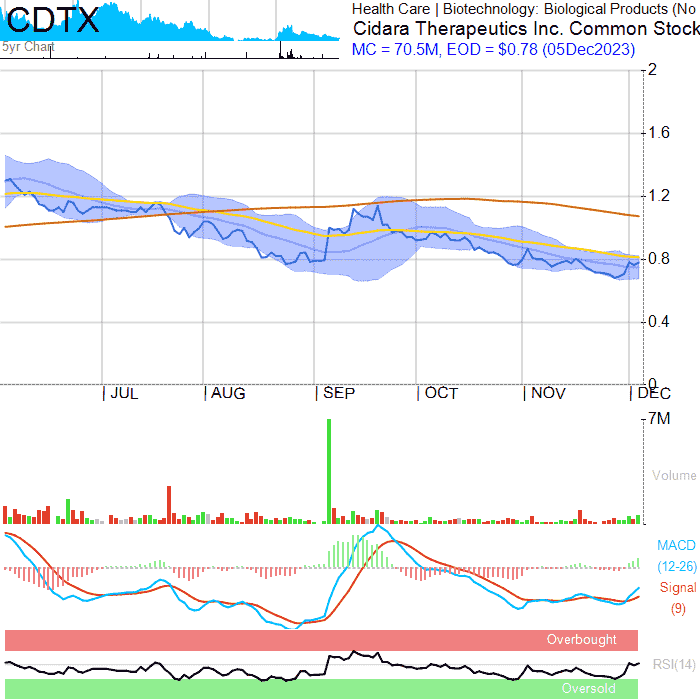 CDTX
5yr Chart
Health Care | Biotechnology: Biological Products (No
Cidara Therapeutics Inc. Common Stock
MC = 70.5M, EOD = $0.78 (05Dec2023)
2
1.6
1.2
0.8
0.4
0
| JUL | AUG | SEP | OCT | NOV | DEC
7M
Volume
MACD
(12-26)
Signal
(9)
Overbought
RSI(14)
Oversold